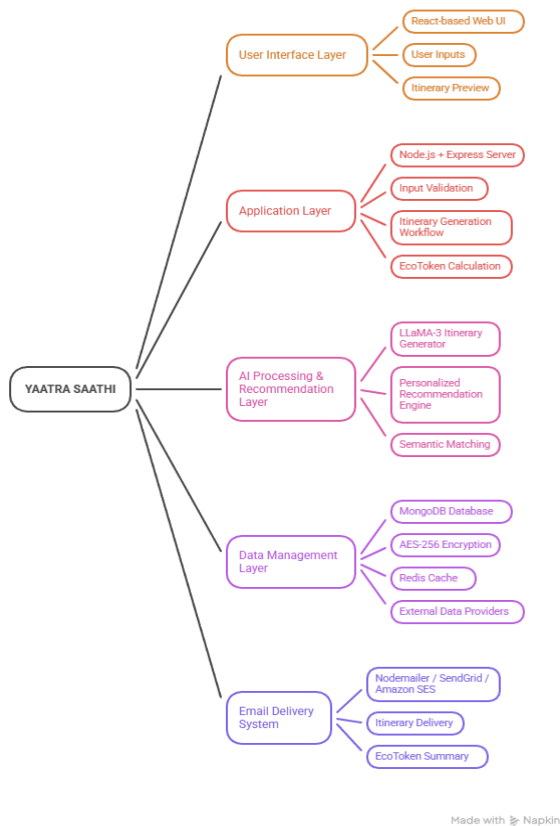 YAATRA SAATHI
User Interface Layer
React-based Web UI
User Inputs
Itinerary Preview
Application Layer
Node.js + Express Server
Input Validation
Itinerary Generation
Workflow
EcoToken Calculation
AI Processing &
Recommendation
Layer
LLaMA-3 Itinerary
Generator
Personalized
Recommendation
Engine
Semantic Matching
Data Management
Layer
MongoDB Database
AES-256 Encryption
Redis Cache
External Data Providers
Email Delivery
System
Nodemailer / SendGrid /
Amazon SES
Itinerary Delivery
EcoToken Summary
Made with Napkin